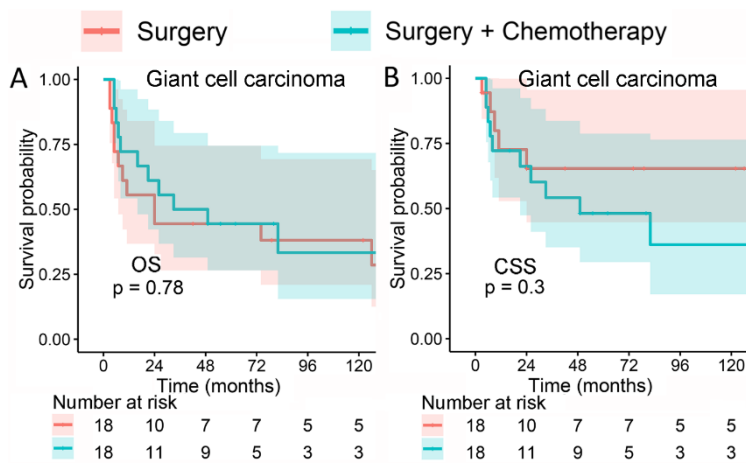 Surgery
Surgery + Chemotherapy
A
Giant cell carcinoma
Survival probability
1.00
0.75
0.50
0.25
0.00
OS
p = 0.78
0 24 48 72 96 120
Time (months)
Number at risk
18 10 7 7 5 5
18 11 9 5 3 3
B
Giant cell carcinoma
Survival probability
1.00
0.75
0.50
0.25
0.00
CSS
p = 0.3
0 24 48 72 96 120
Time (months)
Number at risk
18 10 7 7 5 5
18 11 9 5 3 3